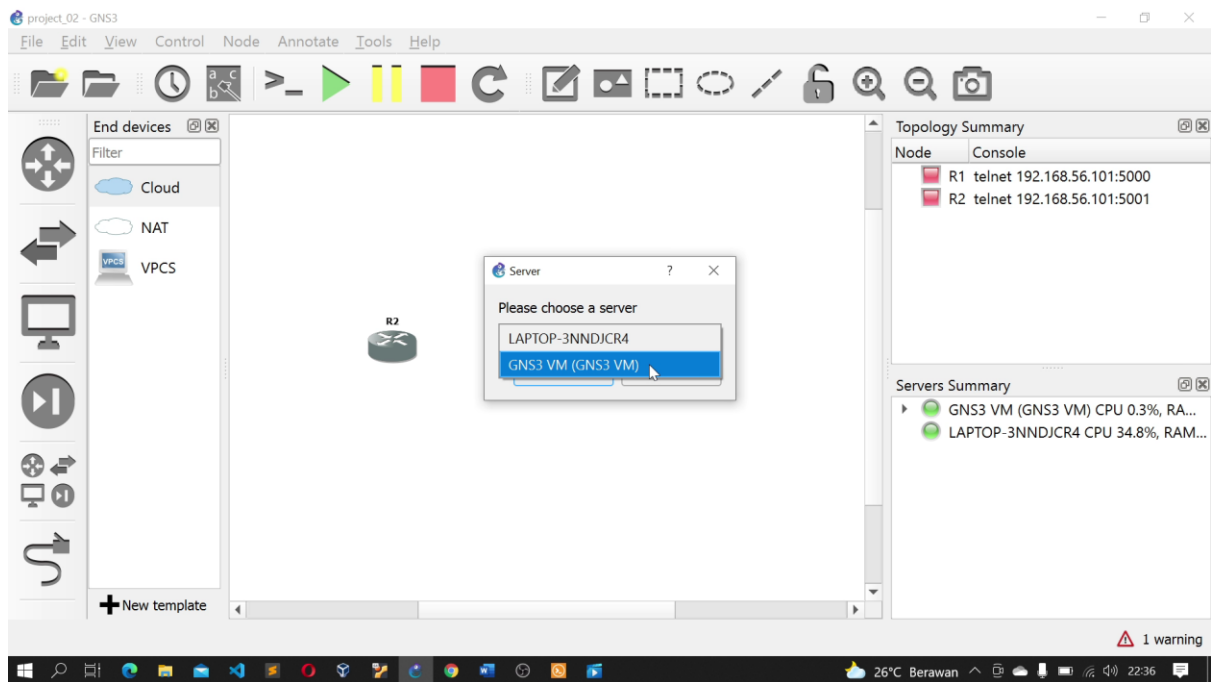 project_02 - GNS3
File Edit View Control Node Annotate Tools Help
a c
b
End devices
Filter
Cloud
NAT
VPCS
VPCS
New template
R2
Server ?
Please choose a server
LAPTOP-3NNDJCR4
GNS3 VM (GNS3 VM)
Topology Summary
Node Console
R1 telnet 192.168.56.101:5000
R2 telnet 192.168.56.101:5001
Servers Summary
GNS3 VM (GNS3 VM) CPU 0.3%, RA...
LAPTOP-3NNDJCR4 CPU 34.8%, RAM...
1 warning
26°C Berawan 22:36